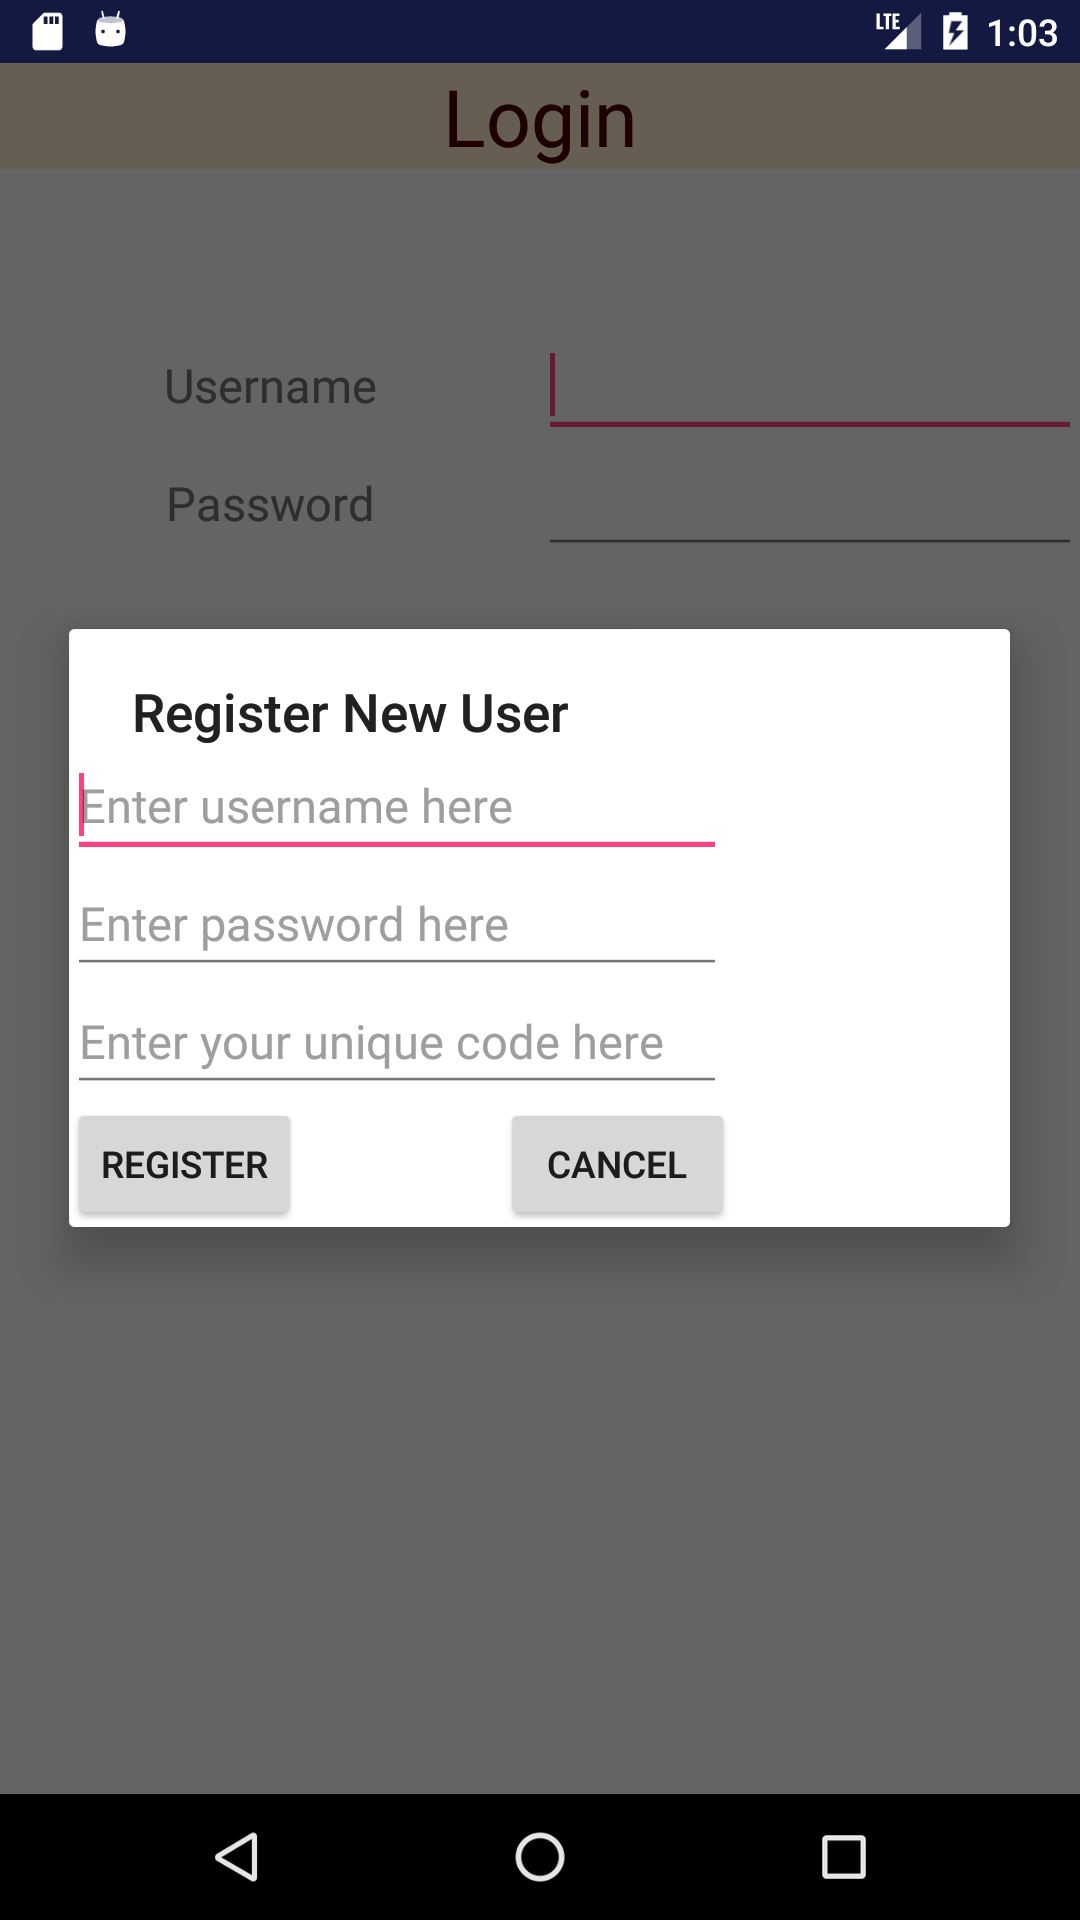 LTE 1:03
Login
Username
Password
Register New User
Enter username here
Enter password here
Enter your unique code here
REGISTER CANCEL